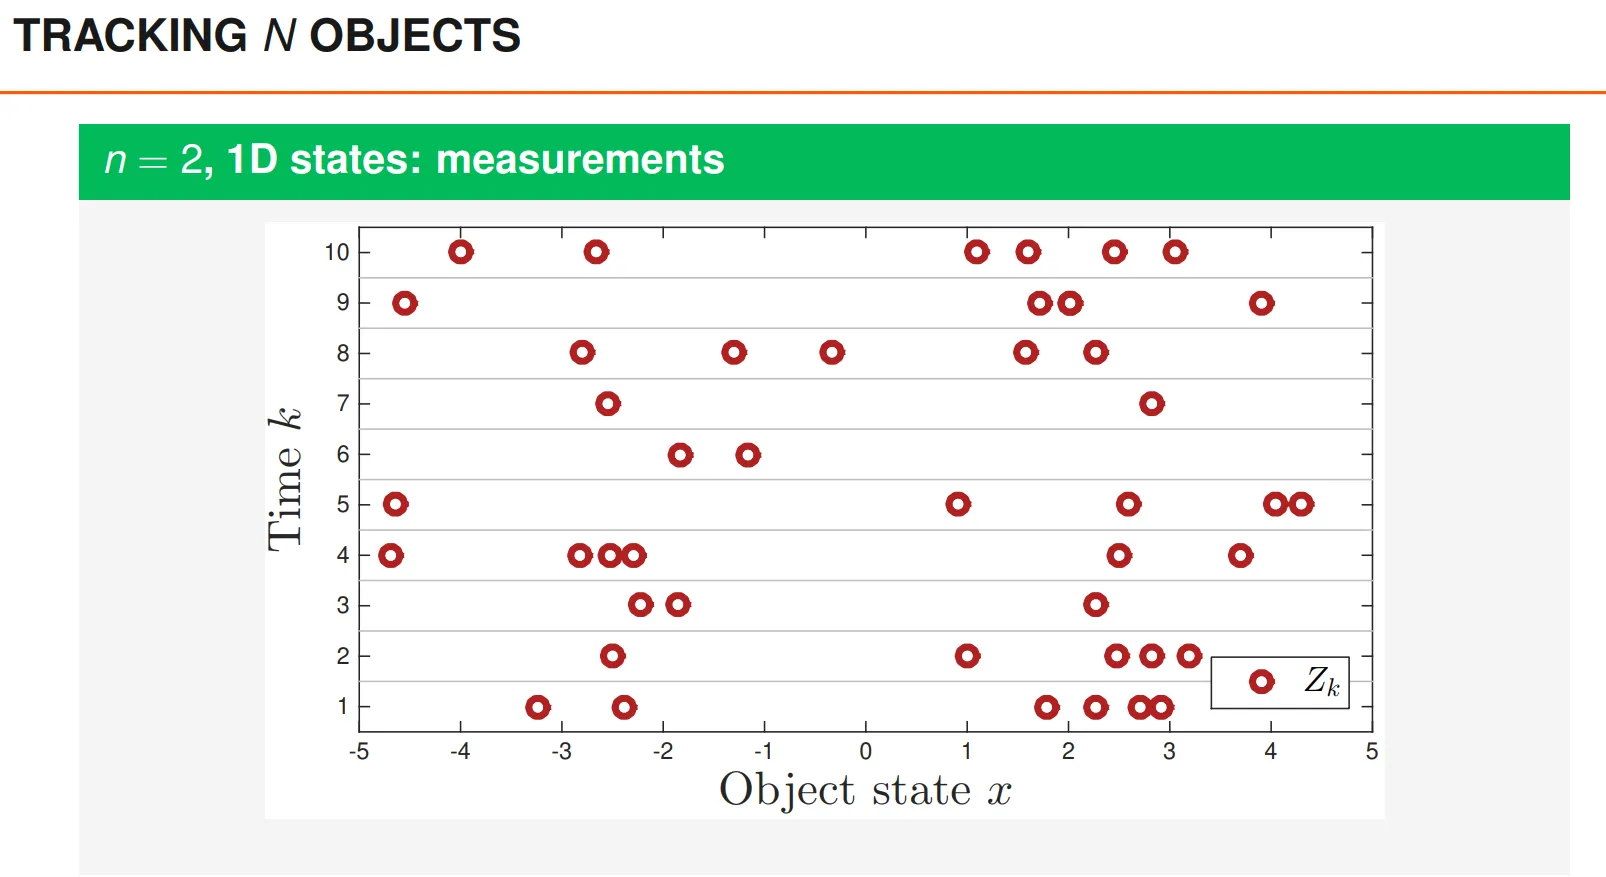 TRACKING N OBJECTS
n = 2, 1D states: measurements
10
9
8
7
6
5
4
3
2
1
Time k
Z_k
-5 -4 -3 -2 -1 0 1 2 3 4 5
Object state x